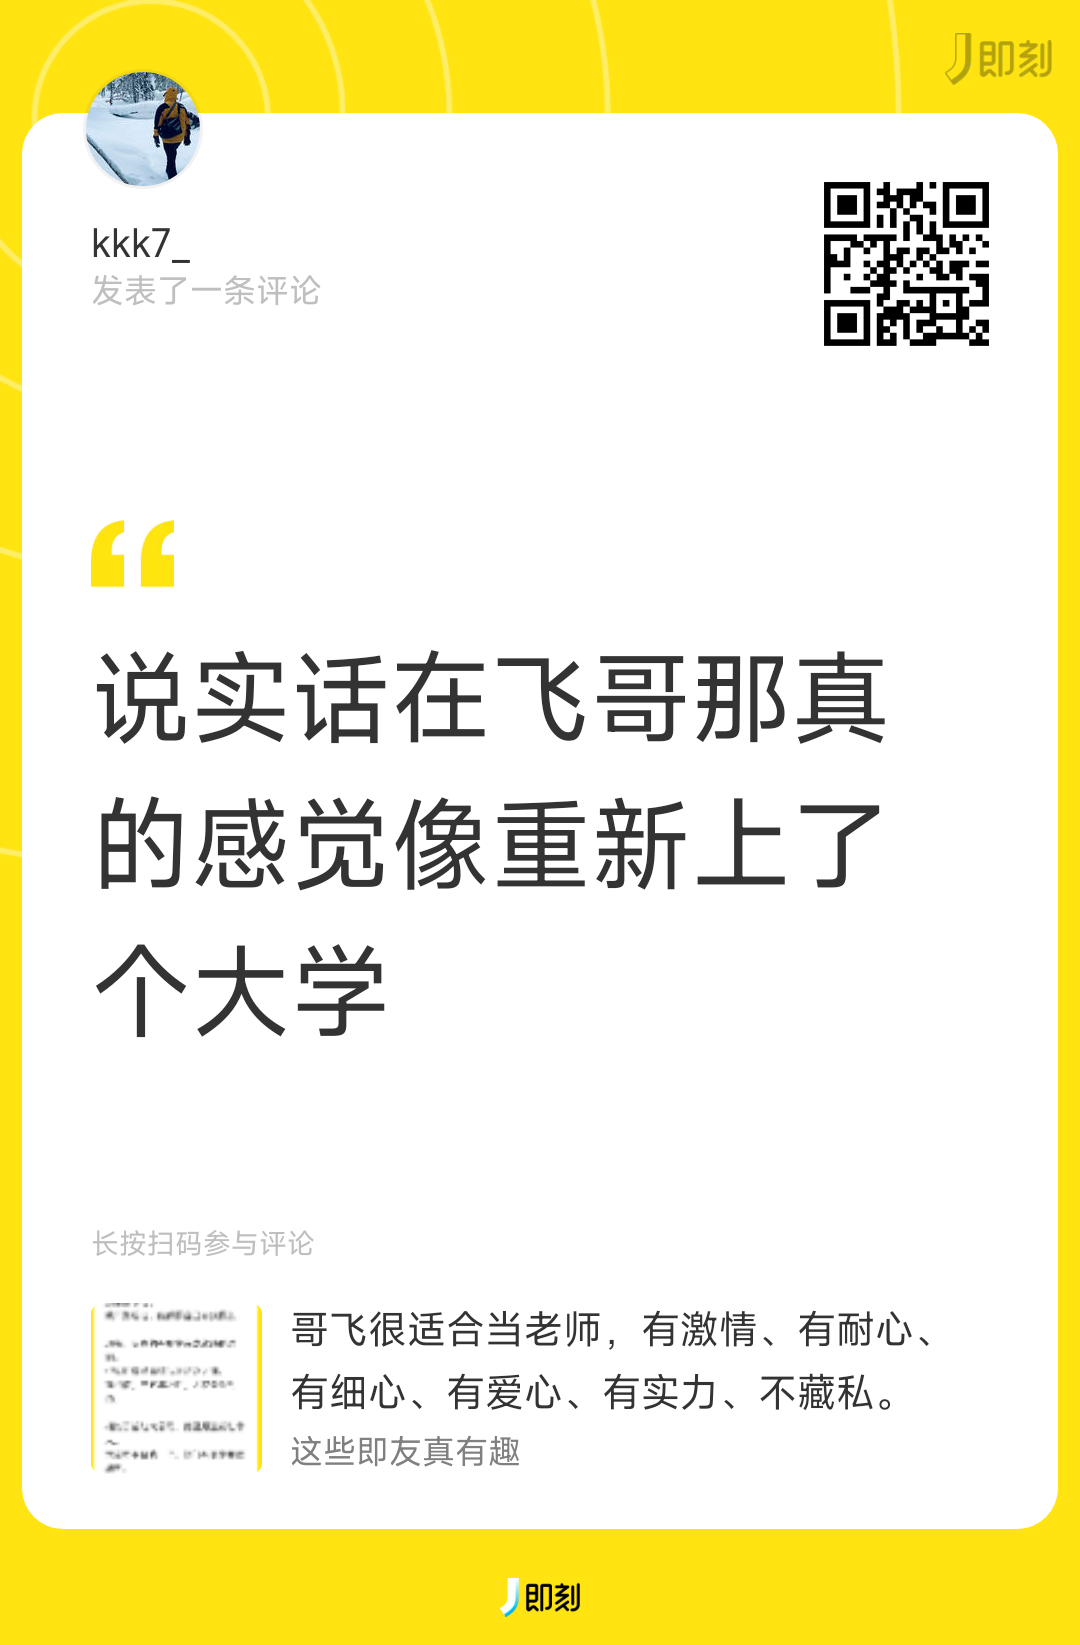 即刻
kkk7_
发表了一条评论
说实话在飞哥那真
的感觉像重新上了
个大学
长按扫码参与评论
哥飞很适合当老师，有激情、有耐心、
有细心、有爱心、有实力、不藏私。
这些即友真有趣
即刻